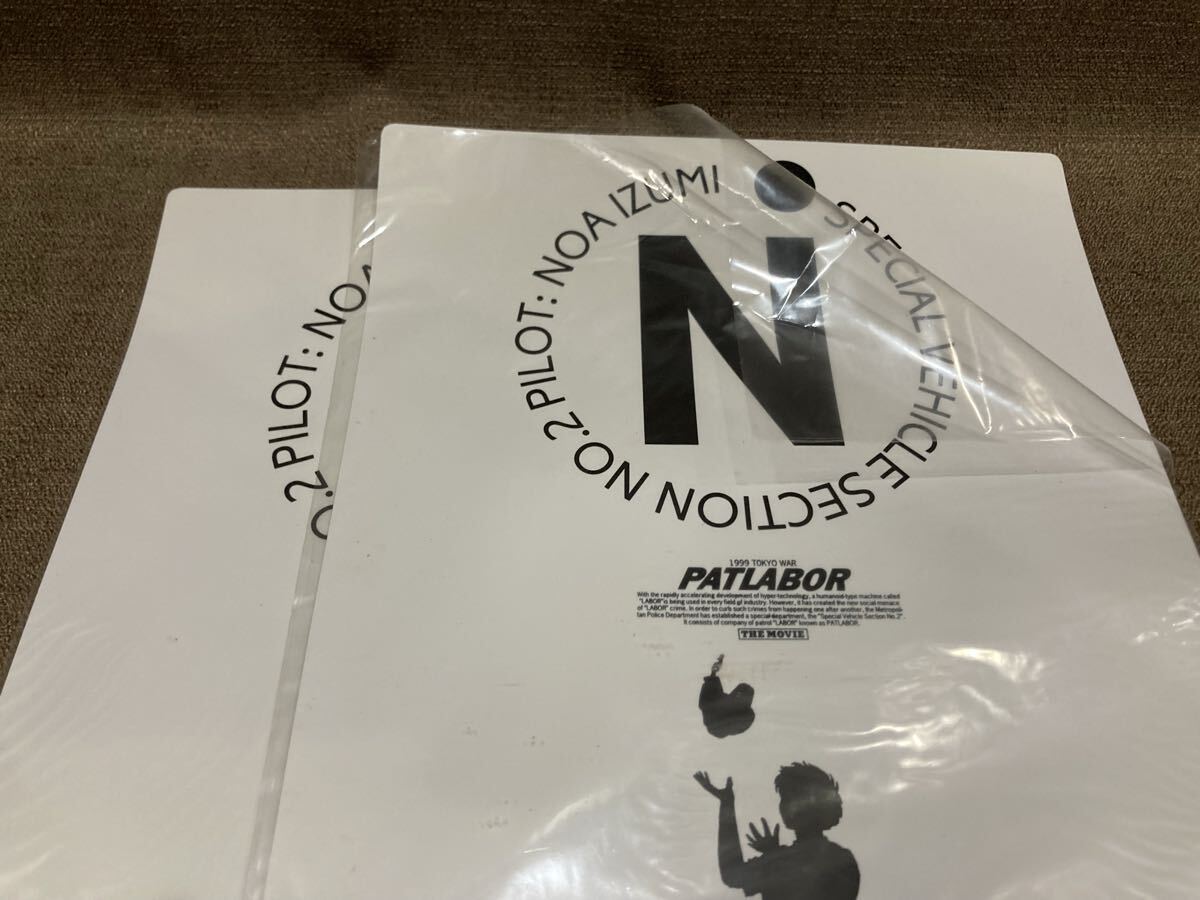 SPECIAL VEHICLE SECTION NO.2 PILOT: NOA IZUMI
N
1999 TOKYO WAR
PATLABOR
With the rapidly accelerating development of hyper-technology, a humanoid-type machine called
"LABOR"is being used in every field of industry. However, it has created the new social menace
of "LABOR" crime. In order to curb such crimes from happening one after another, the Metropoli-
tan Police Department has established a special department, the "Special Vehicle Section No.2".
It consists of company of patrol "LABOR" known as PATLABOR.
THE MOVIE
O.2 PILOT: NOA